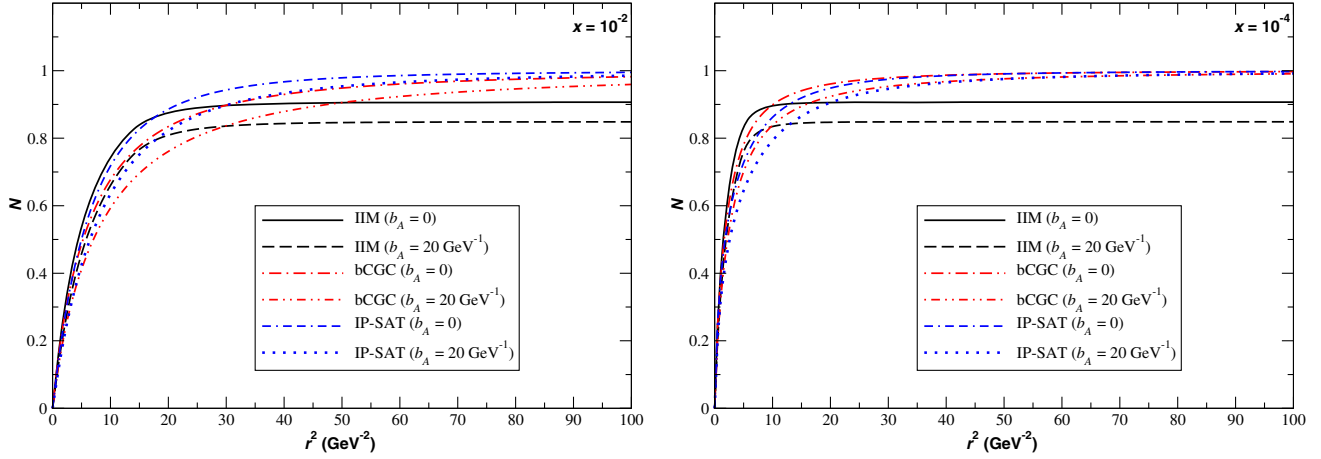 x = 10⁻²
N
1
0.8
0.6
0.4
0.2
0
IIM (b_A = 0)
IIM (b_A = 20 GeV⁻¹)
bCGC (b_A = 0)
bCGC (b_A = 20 GeV⁻¹)
IP-SAT (b_A = 0)
IP-SAT (b_A = 20 GeV⁻¹)
0 10 20 30 40 50 60 70 80 90 100
r² (GeV⁻²)
x = 10⁻⁴
N
1
0.8
0.6
0.4
0.2
0
IIM (b_A = 0)
IIM (b_A = 20 GeV⁻¹)
bCGC (b_A = 0)
bCGC (b_A = 20 GeV⁻¹)
IP-SAT (b_A = 0)
IP-SAT (b_A = 20 GeV⁻¹)
0 10 20 30 40 50 60 70 80 90 100
r² (GeV⁻²)